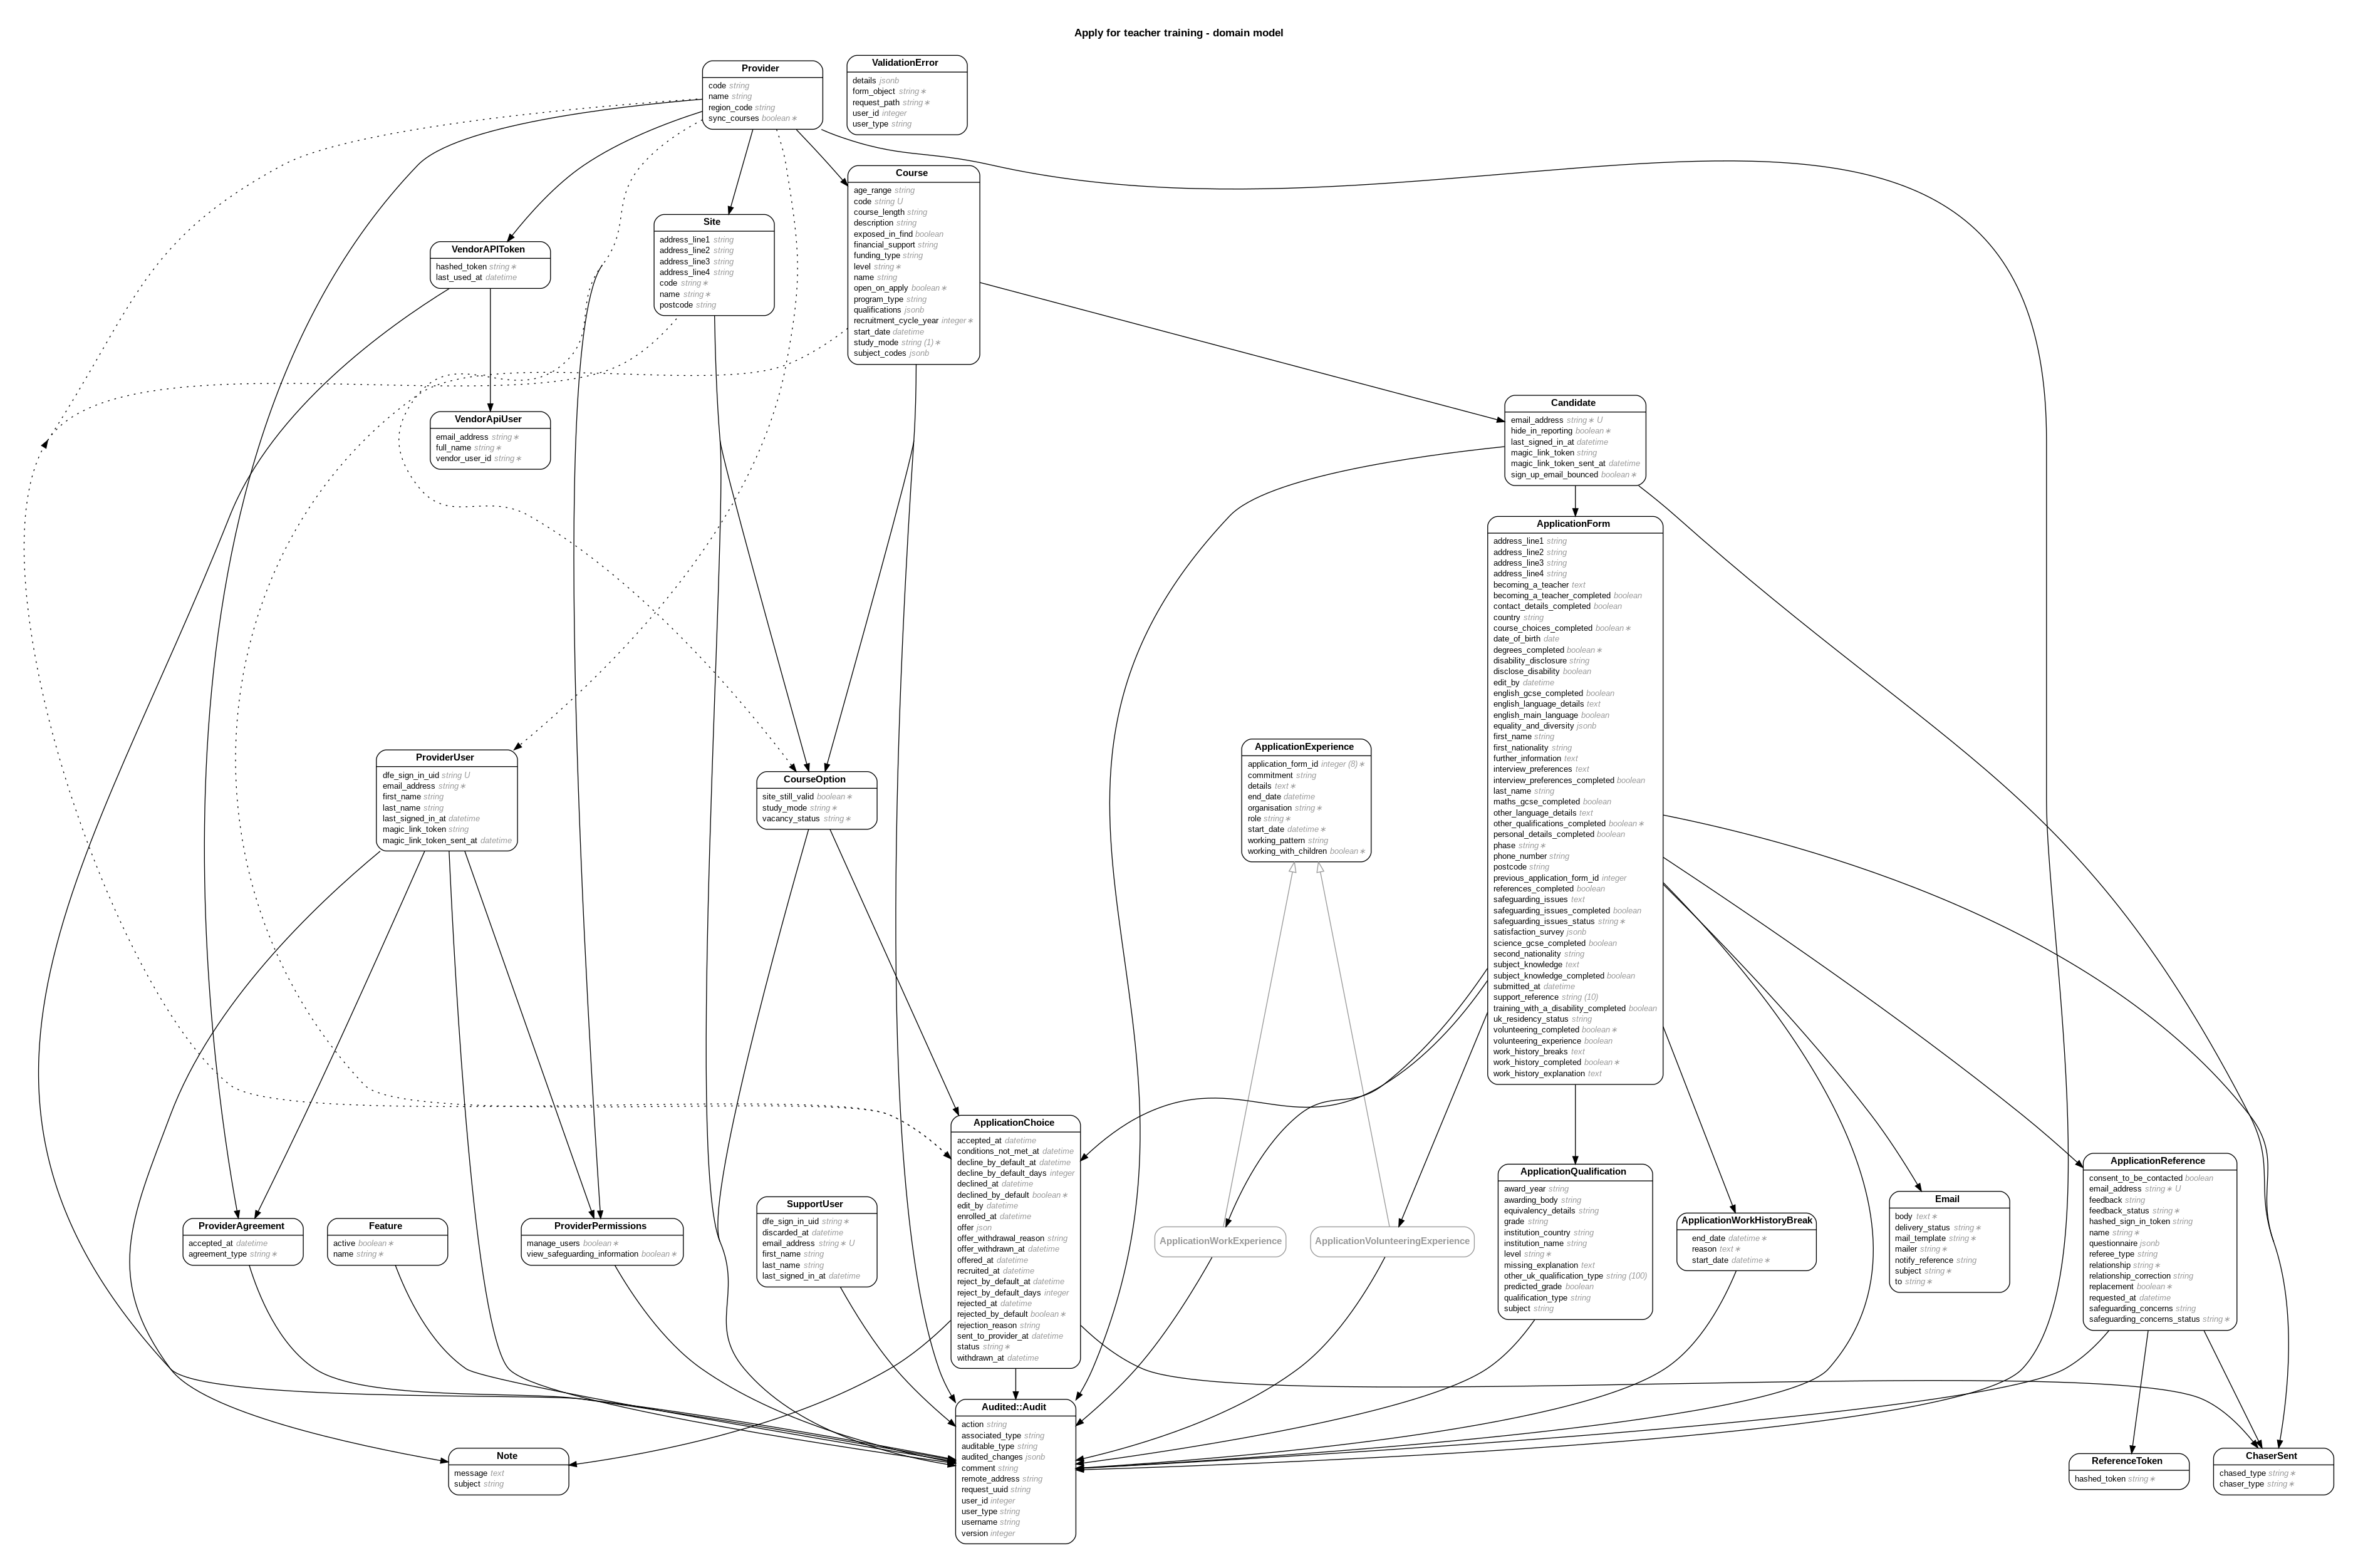 Apply for teacher training - domain model
Provider
code string
name string
region_code string
sync_courses boolean ∗
ValidationError
details jsonb
form_object string ∗
request_path string ∗
user_id integer
user_type string
Course
age_range string
code string U
course_length string
description string
exposed_in_find boolean
financial_support string
funding_type string
level string ∗
name string
open_on_apply boolean ∗
program_type string
qualifications jsonb
recruitment_cycle_year integer ∗
start_date datetime
study_mode string (1) ∗
subject_codes jsonb
Site
address_line1 string
address_line2 string
address_line3 string
address_line4 string
code string ∗
name string ∗
postcode string
VendorAPIToken
hashed_token string ∗
last_used_at datetime
VendorApiUser
email_address string ∗
full_name string ∗
vendor_user_id string ∗
Candidate
email_address string ∗ U
hide_in_reporting boolean ∗
last_signed_in_at datetime
magic_link_token string
magic_link_token_sent_at datetime
sign_up_email_bounced boolean ∗
ApplicationForm
address_line1 string
address_line2 string
address_line3 string
address_line4 string
becoming_a_teacher text
becoming_a_teacher_completed boolean
contact_details_completed boolean
country string
course_choices_completed boolean ∗
date_of_birth date
degrees_completed boolean ∗
disability_disclosure string
disclose_disability boolean
edit_by datetime
english_gcse_completed boolean
english_language_details text
english_main_language boolean
equality_and_diversity jsonb
first_name string
first_nationality string
further_information text
interview_preferences text
interview_preferences_completed boolean
last_name string
maths_gcse_completed boolean
other_language_details text
other_qualifications_completed boolean ∗
personal_details_completed boolean
phase string ∗
phone_number string
postcode string
previous_application_form_id integer
references_completed boolean
safeguarding_issues text
safeguarding_issues_completed boolean
safeguarding_issues_status string ∗
satisfaction_survey jsonb
science_gcse_completed boolean
second_nationality string
subject_knowledge text
subject_knowledge_completed boolean
submitted_at datetime
support_reference string (10)
training_with_a_disability_completed boolean
uk_residency_status string
volunteering_completed boolean ∗
volunteering_experience boolean
work_history_breaks text
work_history_completed boolean ∗
work_history_explanation text
ProviderUser
dfe_sign_in_uid string U
email_address string ∗
first_name string
last_name string
last_signed_in_at datetime
magic_link_token string
magic_link_token_sent_at datetime
CourseOption
site_still_valid boolean ∗
study_mode string ∗
vacancy_status string ∗
ApplicationExperience
application_form_id integer (8) ∗
commitment string
details text ∗
end_date datetime
organisation string ∗
role string ∗
start_date datetime ∗
working_pattern string
working_with_children boolean ∗
ApplicationChoice
accepted_at datetime
conditions_not_met_at datetime
decline_by_default_at datetime
decline_by_default_days integer
declined_at datetime
declined_by_default boolean ∗
edit_by datetime
enrolled_at datetime
offer json
offer_withdrawal_reason string
offer_withdrawn_at datetime
offered_at datetime
recruited_at datetime
reject_by_default_at datetime
reject_by_default_days integer
rejected_at datetime
rejected_by_default boolean ∗
rejection_reason string
sent_to_provider_at datetime
status string ∗
withdrawn_at datetime
ProviderAgreement
accepted_at datetime
agreement_type string ∗
Feature
active boolean ∗
name string ∗
ProviderPermissions
manage_users boolean ∗
view_safeguarding_information boolean ∗
SupportUser
dfe_sign_in_uid string ∗
discarded_at datetime
email_address string ∗ U
first_name string
last_name string
last_signed_in_at datetime
ApplicationWorkExperience
ApplicationVolunteeringExperience
ApplicationQualification
award_year string
awarding_body string
equivalency_details string
grade string
institution_country string
institution_name string
level string ∗
missing_explanation text
other_uk_qualification_type string (100)
predicted_grade boolean
qualification_type string
subject string
ApplicationWorkHistoryBreak
end_date datetime ∗
reason text ∗
start_date datetime ∗
Email
body text ∗
delivery_status string ∗
mail_template string ∗
mailer string ∗
notify_reference string
subject string ∗
to string ∗
ApplicationReference
consent_to_be_contacted boolean
email_address string ∗ U
feedback string
feedback_status string ∗
hashed_sign_in_token string
name string ∗
questionnaire jsonb
referee_type string
relationship string ∗
relationship_correction string
replacement boolean ∗
requested_at datetime
safeguarding_concerns string
safeguarding_concerns_status string ∗
Note
message text
subject string
Audited::Audit
action string
associated_type string
auditable_type string
audited_changes jsonb
comment string
remote_address string
request_uuid string
user_id integer
user_type string
username string
version integer
ReferenceToken
hashed_token string ∗
ChaserSent
chased_type string ∗
chaser_type string ∗